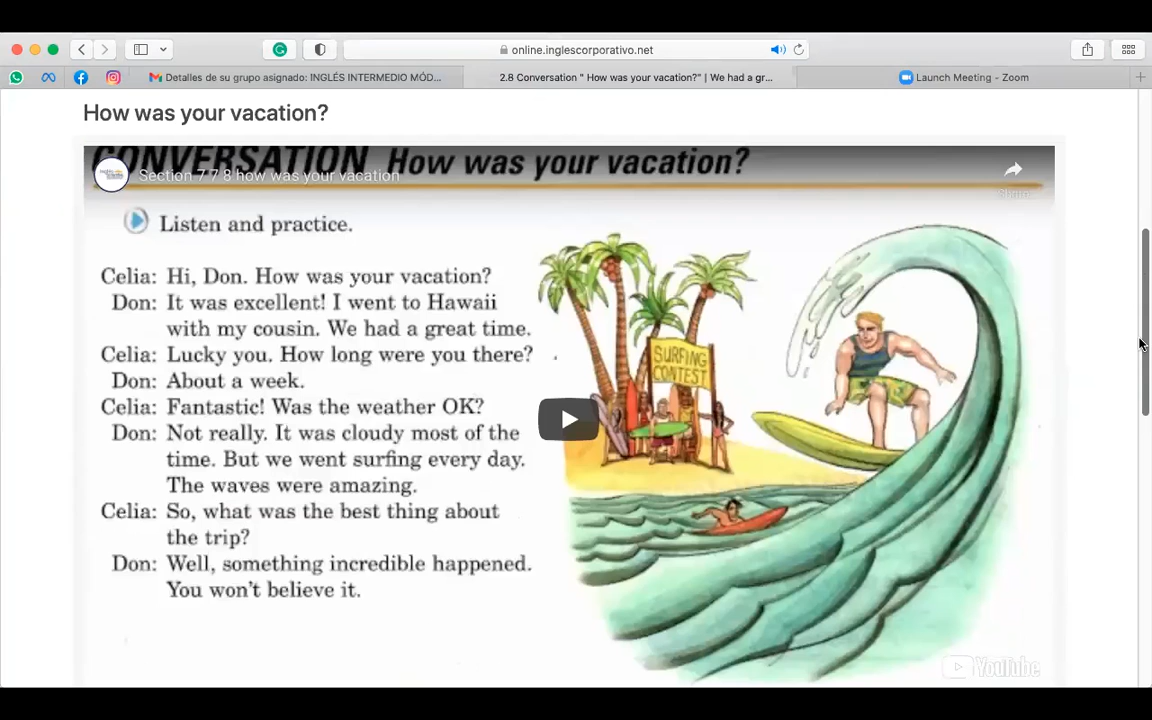 online.inglescorporativo.net
Detalles de su grupo asignado: INGLÉS INTERMEDIO MÓD...
2.8 Conversation " How was your vacation?" | We had a gr...
Launch Meeting - Zoom
How was your vacation?
CONVERSATION How was your vacation?
Section 7 7 8 how was your vacation
Share
Listen and practice.
Celia: Hi, Don. How was your vacation?
Don: It was excellent! I went to Hawaii
with my cousin. We had a great time.
Celia: Lucky you. How long were you there?
Don: About a week.
Celia: Fantastic! Was the weather OK?
Don: Not really. It was cloudy most of the
time. But we went surfing every day.
The waves were amazing.
Celia: So, what was the best thing about
the trip?
Don: Well, something incredible happened.
You won't believe it.
SURFING
CONTEST
YouTube